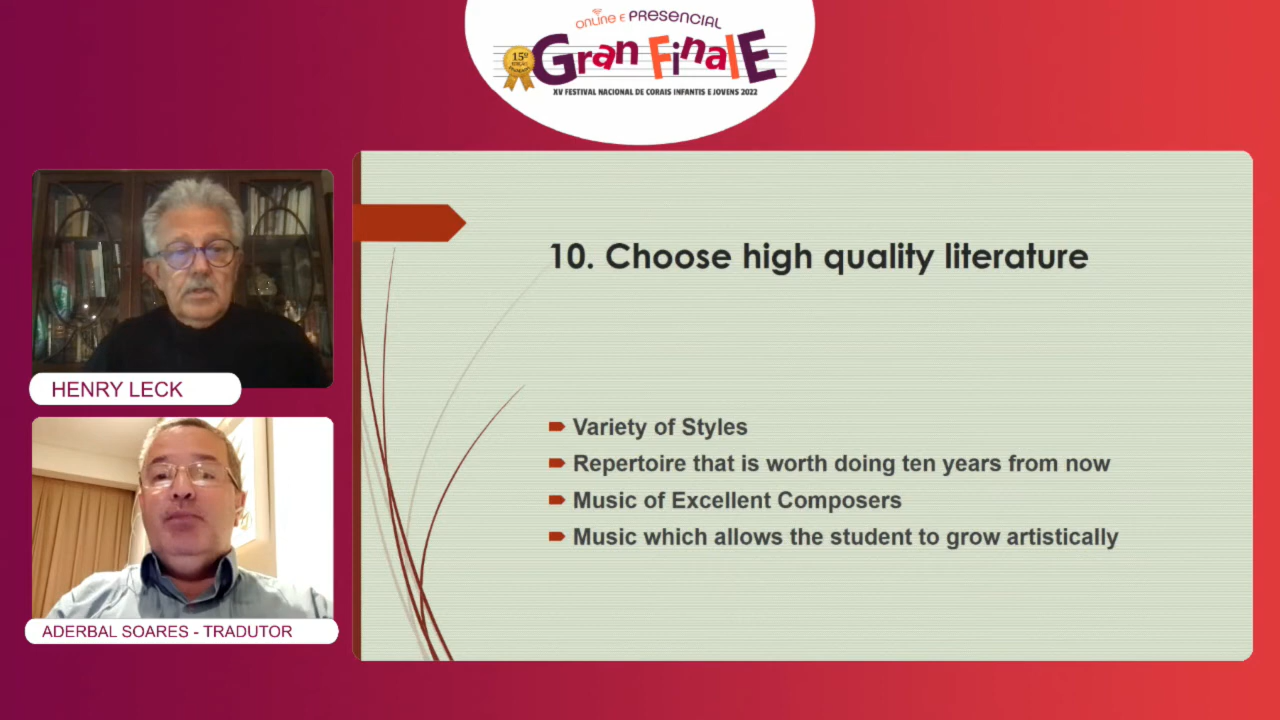 ONLINE E PRESENCIAL
15ª
EDIÇÃO
Gran FinalE
XV FESTIVAL NACIONAL DE CORAIS INFANTIS E JOVENS 2022
10. Choose high quality literature
Variety of Styles
Repertoire that is worth doing ten years from now
Music of Excellent Composers
Music which allows the student to grow artistically
HENRY LECK
ADERBAL SOARES - TRADUTOR